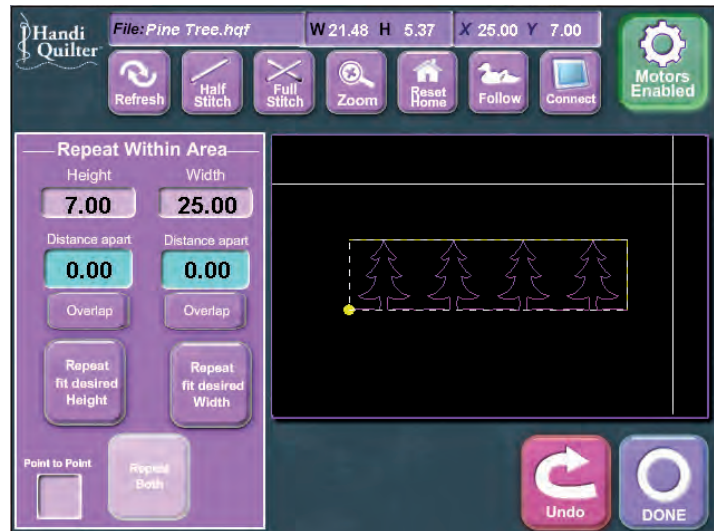 Handi
Quilter
File: Pine Tree.hqf
W 21.48 H 5.37
X 25.00 Y 7.00
Refresh
Half
Stitch
Full
Stitch
Zoom
Reset
Home
Follow
Connect
Motors
Enabled
Repeat Within Area
Height Width
7.00 25.00
Distance apart Distance apart
0.00 0.00
Overlap Overlap
Repeat
fit desired
Height
Repeat
fit desired
Width
Point to Point
Repeat
Both
Undo
DONE